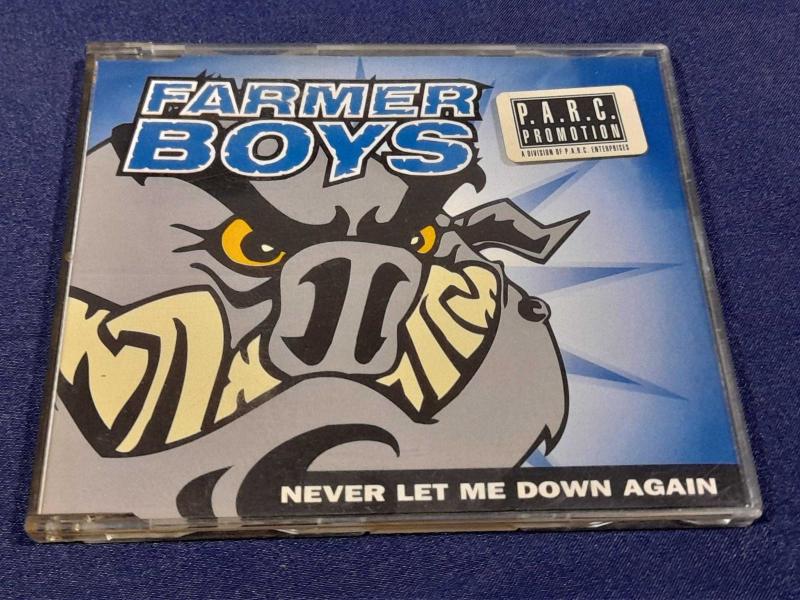 FARMER
BOYS
P.A.R.C.
PROMOTION
A DIVISION OF P.A.R.C. ENTERPRISES
NEVER LET ME DOWN AGAIN